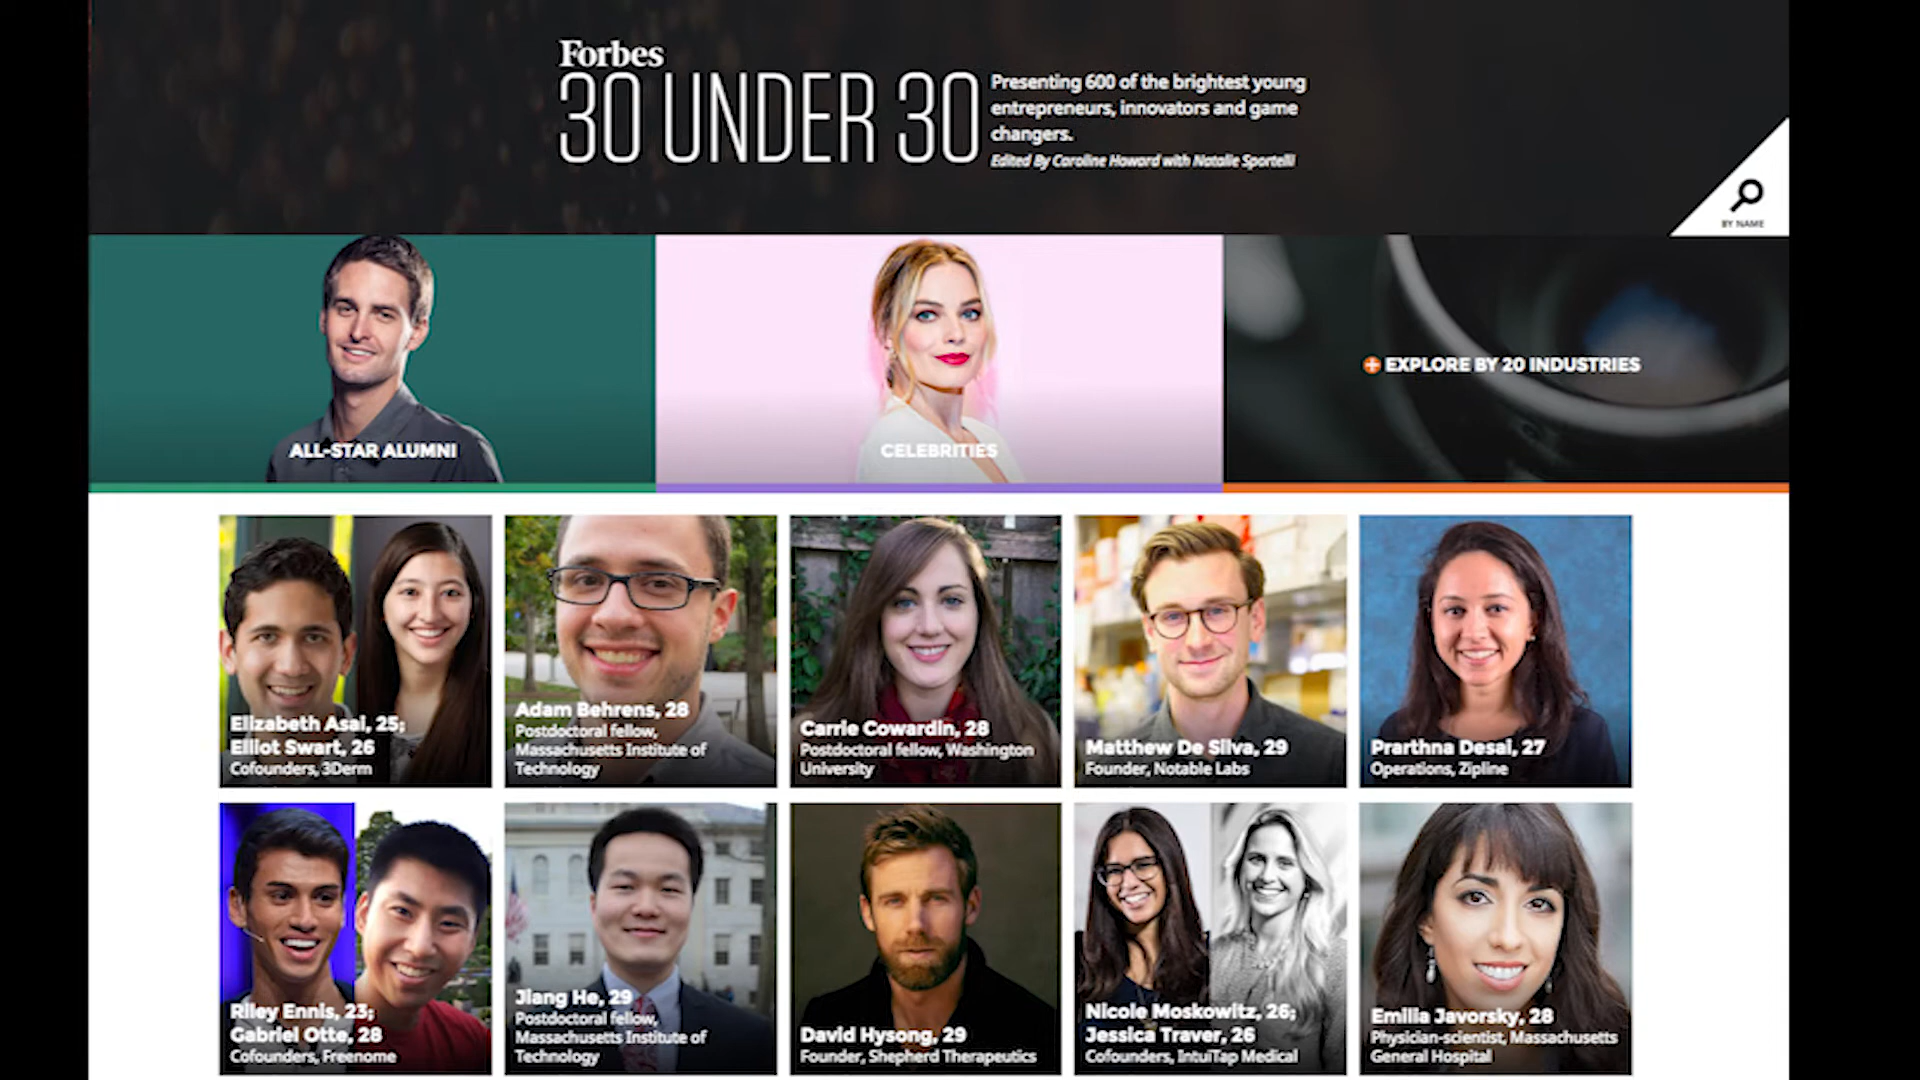 Forbes
30 UNDER 30
Presenting 600 of the brightest young
entrepreneurs, innovators and game
changers.
Edited By Caroline Howard with Natalie Sportelli
BY NAME
ALL-STAR ALUMNI
CELEBRITIES
EXPLORE BY 20 INDUSTRIES
Elizabeth Asai, 25;
Elliot Swart, 26
Cofounders, 3Derm
Adam Behrens, 28
Postdoctoral fellow,
Massachusetts Institute of
Technology
Carrie Cowardin, 28
Postdoctoral fellow, Washington
University
Matthew De Silva, 29
Founder, Notable Labs
Prarthna Desai, 27
Operations, Zipline
Riley Ennis, 23;
Gabriel Otte, 28
Cofounders, Freenome
Jiang He, 29
Postdoctoral fellow,
Massachusetts Institute of
Technology
David Hysong, 29
Founder, Shepherd Therapeutics
Nicole Moskowitz, 26;
Jessica Traver, 26
Cofounders, IntuiTap Medical
Emilia Javorsky, 28
Physician-scientist, Massachusetts
General Hospital